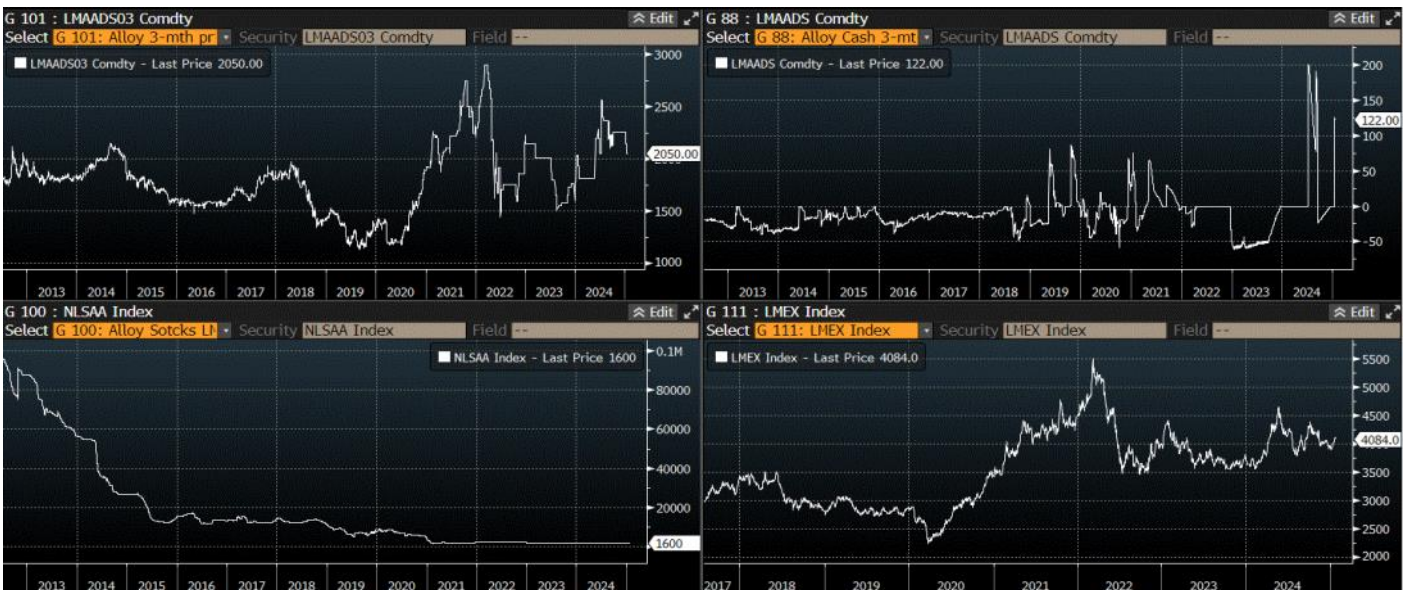 G 101 : LMAADS03 Comdty
Edit
Select G 101: Alloy 3-mth pr Security LMAADS03 Comdty Field --
LMAADS03 Comdty - Last Price 2050.00
3000
2500
2050.00
1500
1000
2013 2014 2015 2016 2017 2018 2019 2020 2021 2022 2023 2024
G 88 : LMAADS Comdty
Edit
Select G 88: Alloy Cash 3-mt Security LMAADS Comdty Field --
LMAADS Comdty - Last Price 122.00
200
150
122.00
100
50
0
-50
2013 2014 2015 2016 2017 2018 2019 2020 2021 2022 2023 2024
G 100 : NLSAA Index
Edit
Select G 100: Alloy Sotcks LM Security NLSAA Index Field --
NLSAA Index - Last Price 1600
0.1M
80000
60000
40000
20000
1600
2013 2014 2015 2016 2017 2018 2019 2020 2021 2022 2023 2024
G 111 : LMEX Index
Edit
Select G 111: LMEX Index Security LMEX Index Field --
LMEX Index - Last Price 4084.0
5500
5000
4500
4084.0
3500
3000
2500
2000
2017 2018 2019 2020 2021 2022 2023 2024